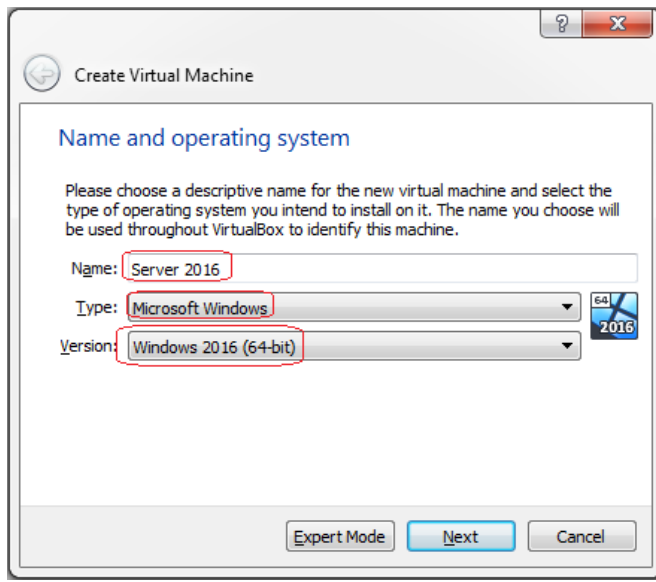 ?
X
Create Virtual Machine
Name and operating system
Please choose a descriptive name for the new virtual machine and select the
type of operating system you intend to install on it. The name you choose will
be used throughout VirtualBox to identify this machine.
Name: Server 2016
Type: Microsoft Windows
64
2016
Version: Windows 2016 (64-bit)
Expert Mode Next Cancel